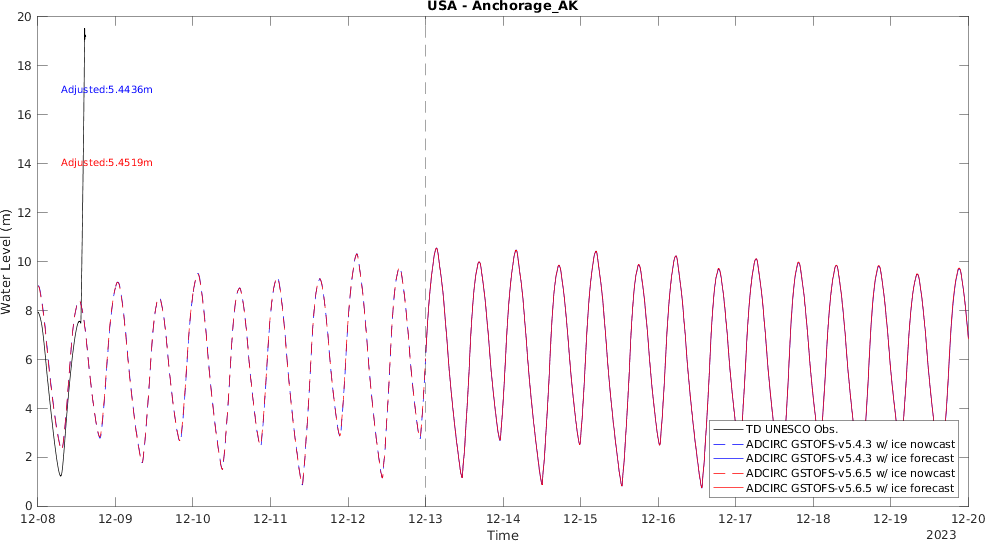 USA - Anchorage_AK
20
18
16
14
12
10
8
6
4
2
0
Water Level (m)
Adjusted:5.4436m
Adjusted:5.4519m
TD UNESCO Obs.
ADCIRC GSTOFS-v5.4.3 w/ ice nowcast
ADCIRC GSTOFS-v5.4.3 w/ ice forecast
ADCIRC GSTOFS-v5.6.5 w/ ice nowcast
ADCIRC GSTOFS-v5.6.5 w/ ice forecast
12-08 12-09 12-10 12-11 12-12 12-13 12-14 12-15 12-16 12-17 12-18 12-19 12-20
Time
2023